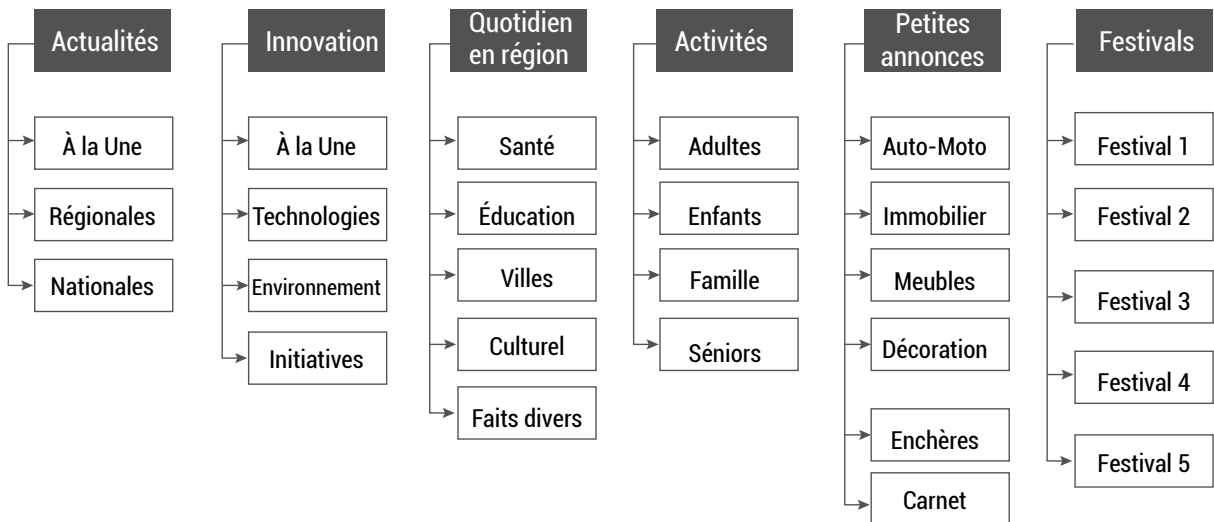 Actualités
À la Une
Régionales
Nationales
Innovation
À la Une
Technologies
Environnement
Initiatives
Quotidien
en région
Santé
Éducation
Villes
Culturel
Faits divers
Activités
Adultes
Enfants
Famille
Séniors
Petites
annonces
Auto-Moto
Immobilier
Meubles
Décoration
Enchères
Carnet
Festivals
Festival 1
Festival 2
Festival 3
Festival 4
Festival 5